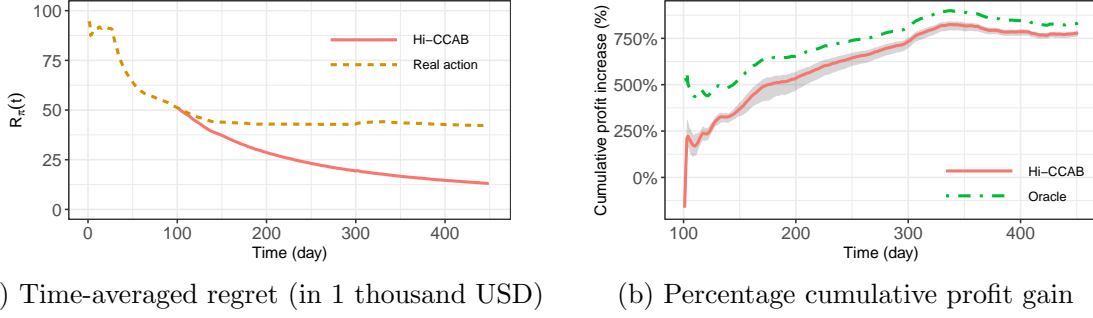 100
75
50
25
0
R_π(t)
Hi−CCAB
Real action
0 100 200 300 400
Time (day)
) Time-averaged regret (in 1 thousand USD)
Cumulative profit increase (%)
750%
500%
250%
0%
Hi−CCAB
Oracle
100 200 300 400
Time (day)
(b) Percentage cumulative profit gain